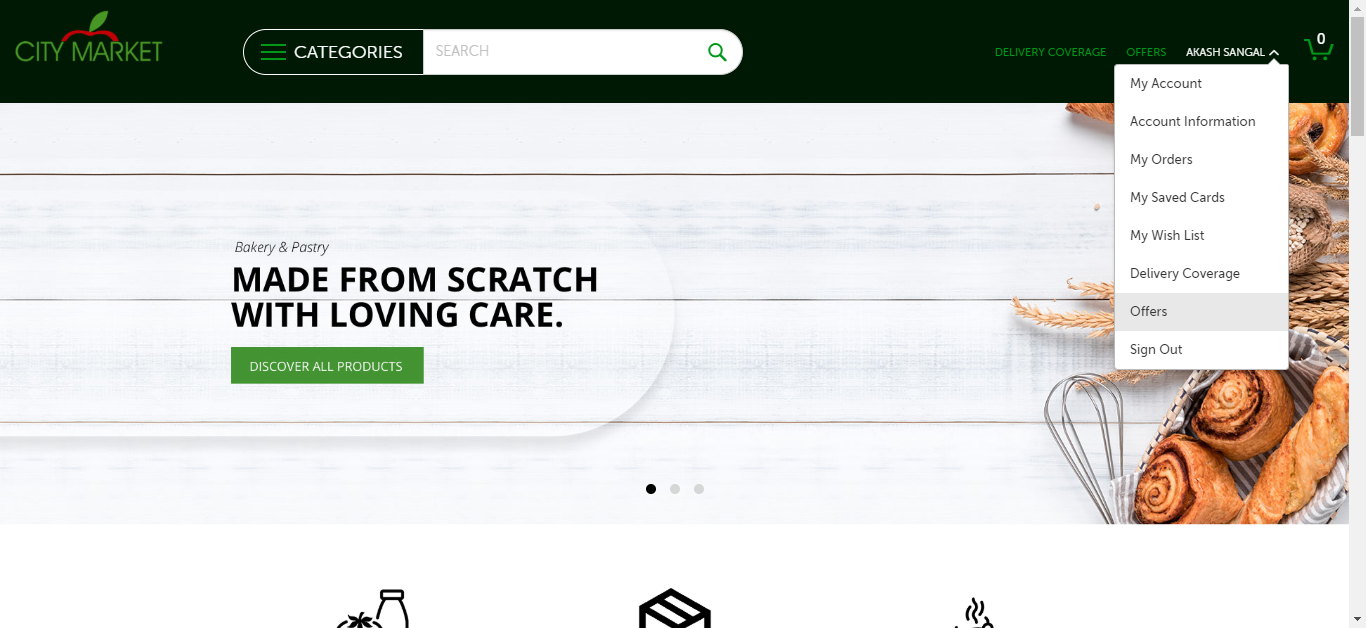 CITY MARKET
CATEGORIES
SEARCH
DELIVERY COVERAGE
OFFERS
AKASH SANGAL
0
My Account
Account Information
My Orders
My Saved Cards
My Wish List
Delivery Coverage
Offers
Sign Out
Bakery & Pastry
MADE FROM SCRATCH
WITH LOVING CARE.
DISCOVER ALL PRODUCTS